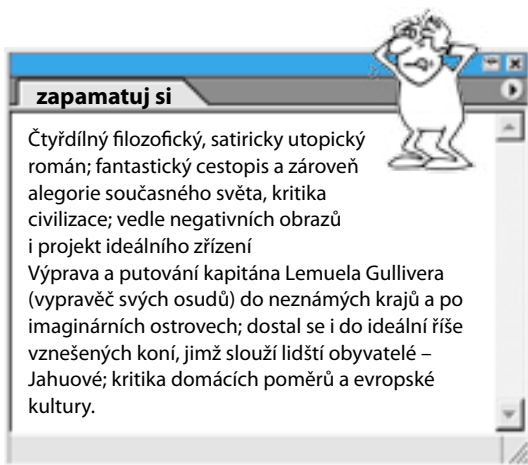 zapamatuj si
Čtyřdílný filozofický, satiricky utopický
román; fantastický cestopis a zároveň
alegorie současného světa, kritika
civilizace; vedle negativních obrazů
i projekt ideálního zřízení
Výprava a putování kapitána Lemuela Gullivera
(vypravěč svých osudů) do neznámých krajů a po
imaginárních ostrovech; dostal se i do ideální říše
vznešených koní, jimž slouží lidští obyvatelé –
Jahuové; kritika domácích poměrů a evropské
kultury.